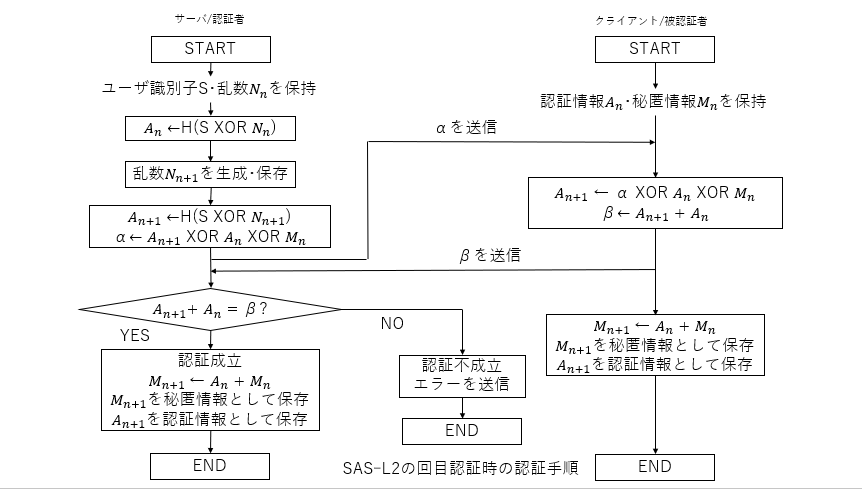 サーバ/認証者
START
ユーザ識別子S・乱数Nₙを保持
Aₙ←H(S XOR Nₙ)
乱数Nₙ₊₁を生成・保存
Aₙ₊₁←H(S XOR Nₙ₊₁)
α← Aₙ₊₁ XOR Aₙ XOR Mₙ
Aₙ₊₁+ Aₙ = β?
YES
NO
認証成立
Mₙ₊₁ ← Aₙ + Mₙ
Mₙ₊₁を秘匿情報として保存
Aₙ₊₁を認証情報として保存
END
認証不成立
エラーを送信
END
αを送信
βを送信
クライアント/被認証者
START
認証情報Aₙ・秘匿情報Mₙを保持
Aₙ₊₁ ← α XOR Aₙ XOR Mₙ
β ← Aₙ₊₁ + Aₙ
Mₙ₊₁ ← Aₙ + Mₙ
Mₙ₊₁を秘匿情報として保存
Aₙ₊₁を認証情報として保存
END
SAS-L2の回目認証時の認証手順